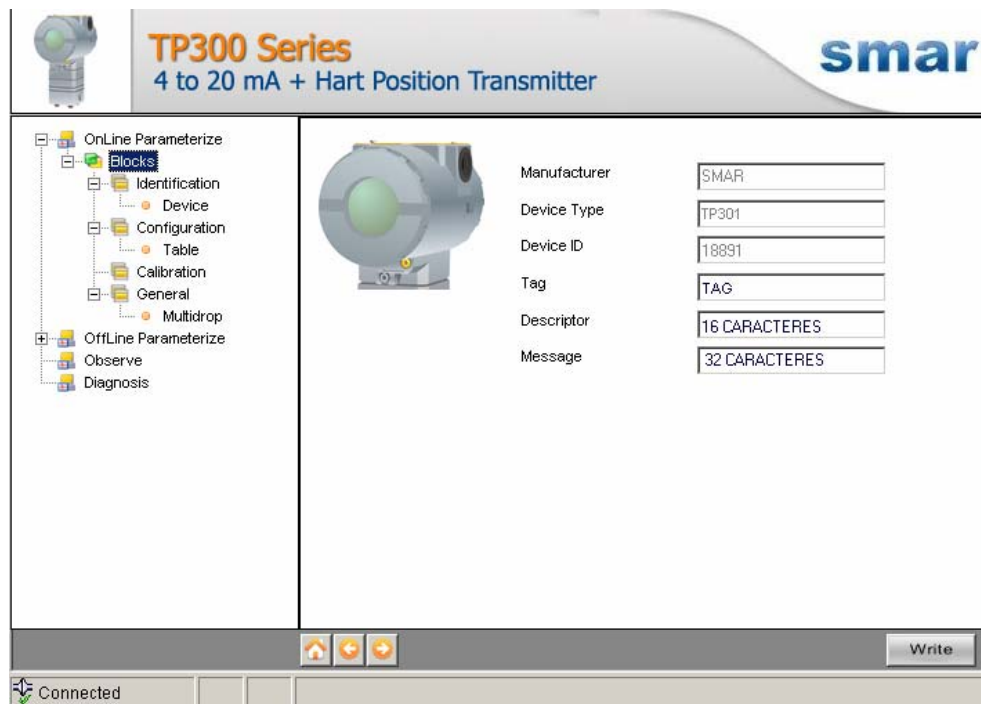 TP300 Series
4 to 20 mA + Hart Position Transmitter
smar
OnLine Parameterize
Blocks
Identification
Device
Configuration
Table
Calibration
General
Multidrop
OffLine Parameterize
Observe
Diagnosis
Manufacturer SMAR
Device Type TP301
Device ID 18891
Tag TAG
Descriptor 16 CARACTERES
Message 32 CARACTERES
Write
Connected